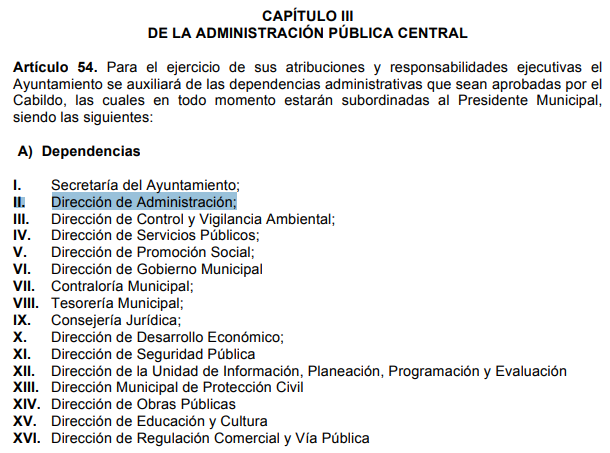 CAPÍTULO III
DE LA ADMINISTRACIÓN PÚBLICA CENTRAL
Artículo 54. Para el ejercicio de sus atribuciones y responsabilidades ejecutivas el
Ayuntamiento se auxiliará de las dependencias administrativas que sean aprobadas por el
Cabildo, las cuales en todo momento estarán subordinadas al Presidente Municipal,
siendo las siguientes:
A) Dependencias
I. Secretaría del Ayuntamiento;
II. Dirección de Administración;
III. Dirección de Control y Vigilancia Ambiental;
IV. Dirección de Servicios Públicos;
V. Dirección de Promoción Social;
VI. Dirección de Gobierno Municipal
VII. Contraloría Municipal;
VIII. Tesorería Municipal;
IX. Consejería Jurídica;
X. Dirección de Desarrollo Económico;
XI. Dirección de Seguridad Pública
XII. Dirección de la Unidad de Información, Planeación, Programación y Evaluación
XIII. Dirección Municipal de Protección Civil
XIV. Dirección de Obras Públicas
XV. Dirección de Educación y Cultura
XVI. Dirección de Regulación Comercial y Vía Pública